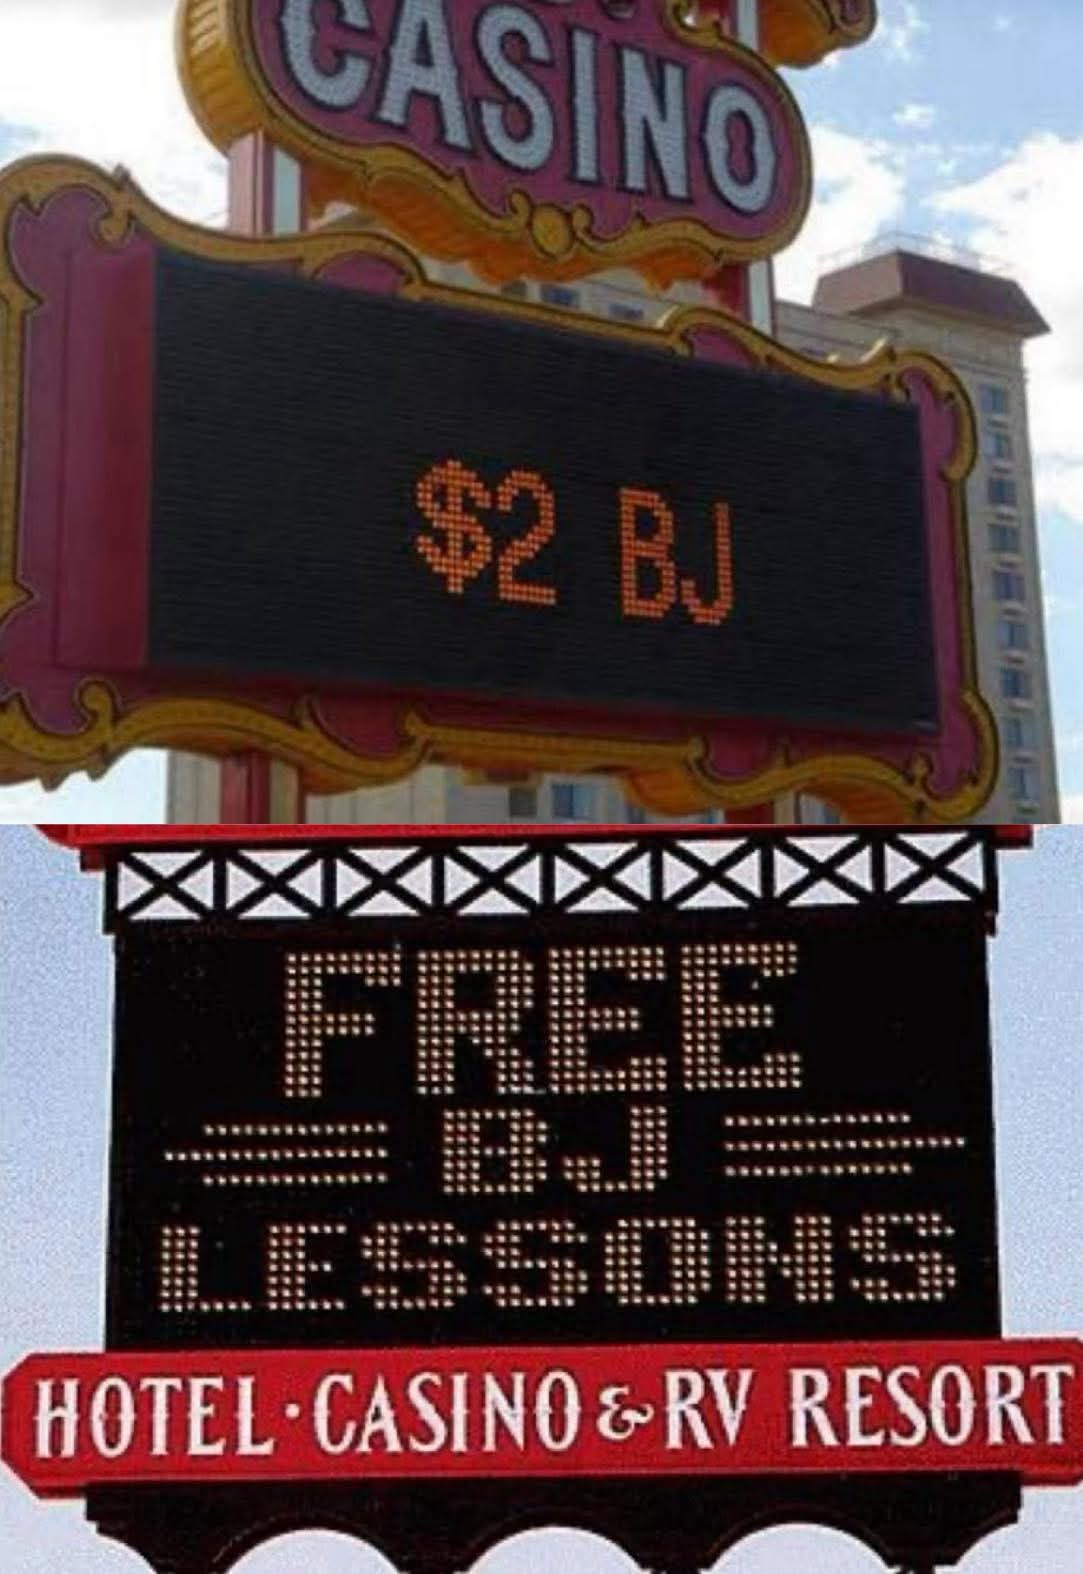 CASINO
$2 BJ
FREE
BJ
LESSONS
HOTEL · CASINO & RV RESORT